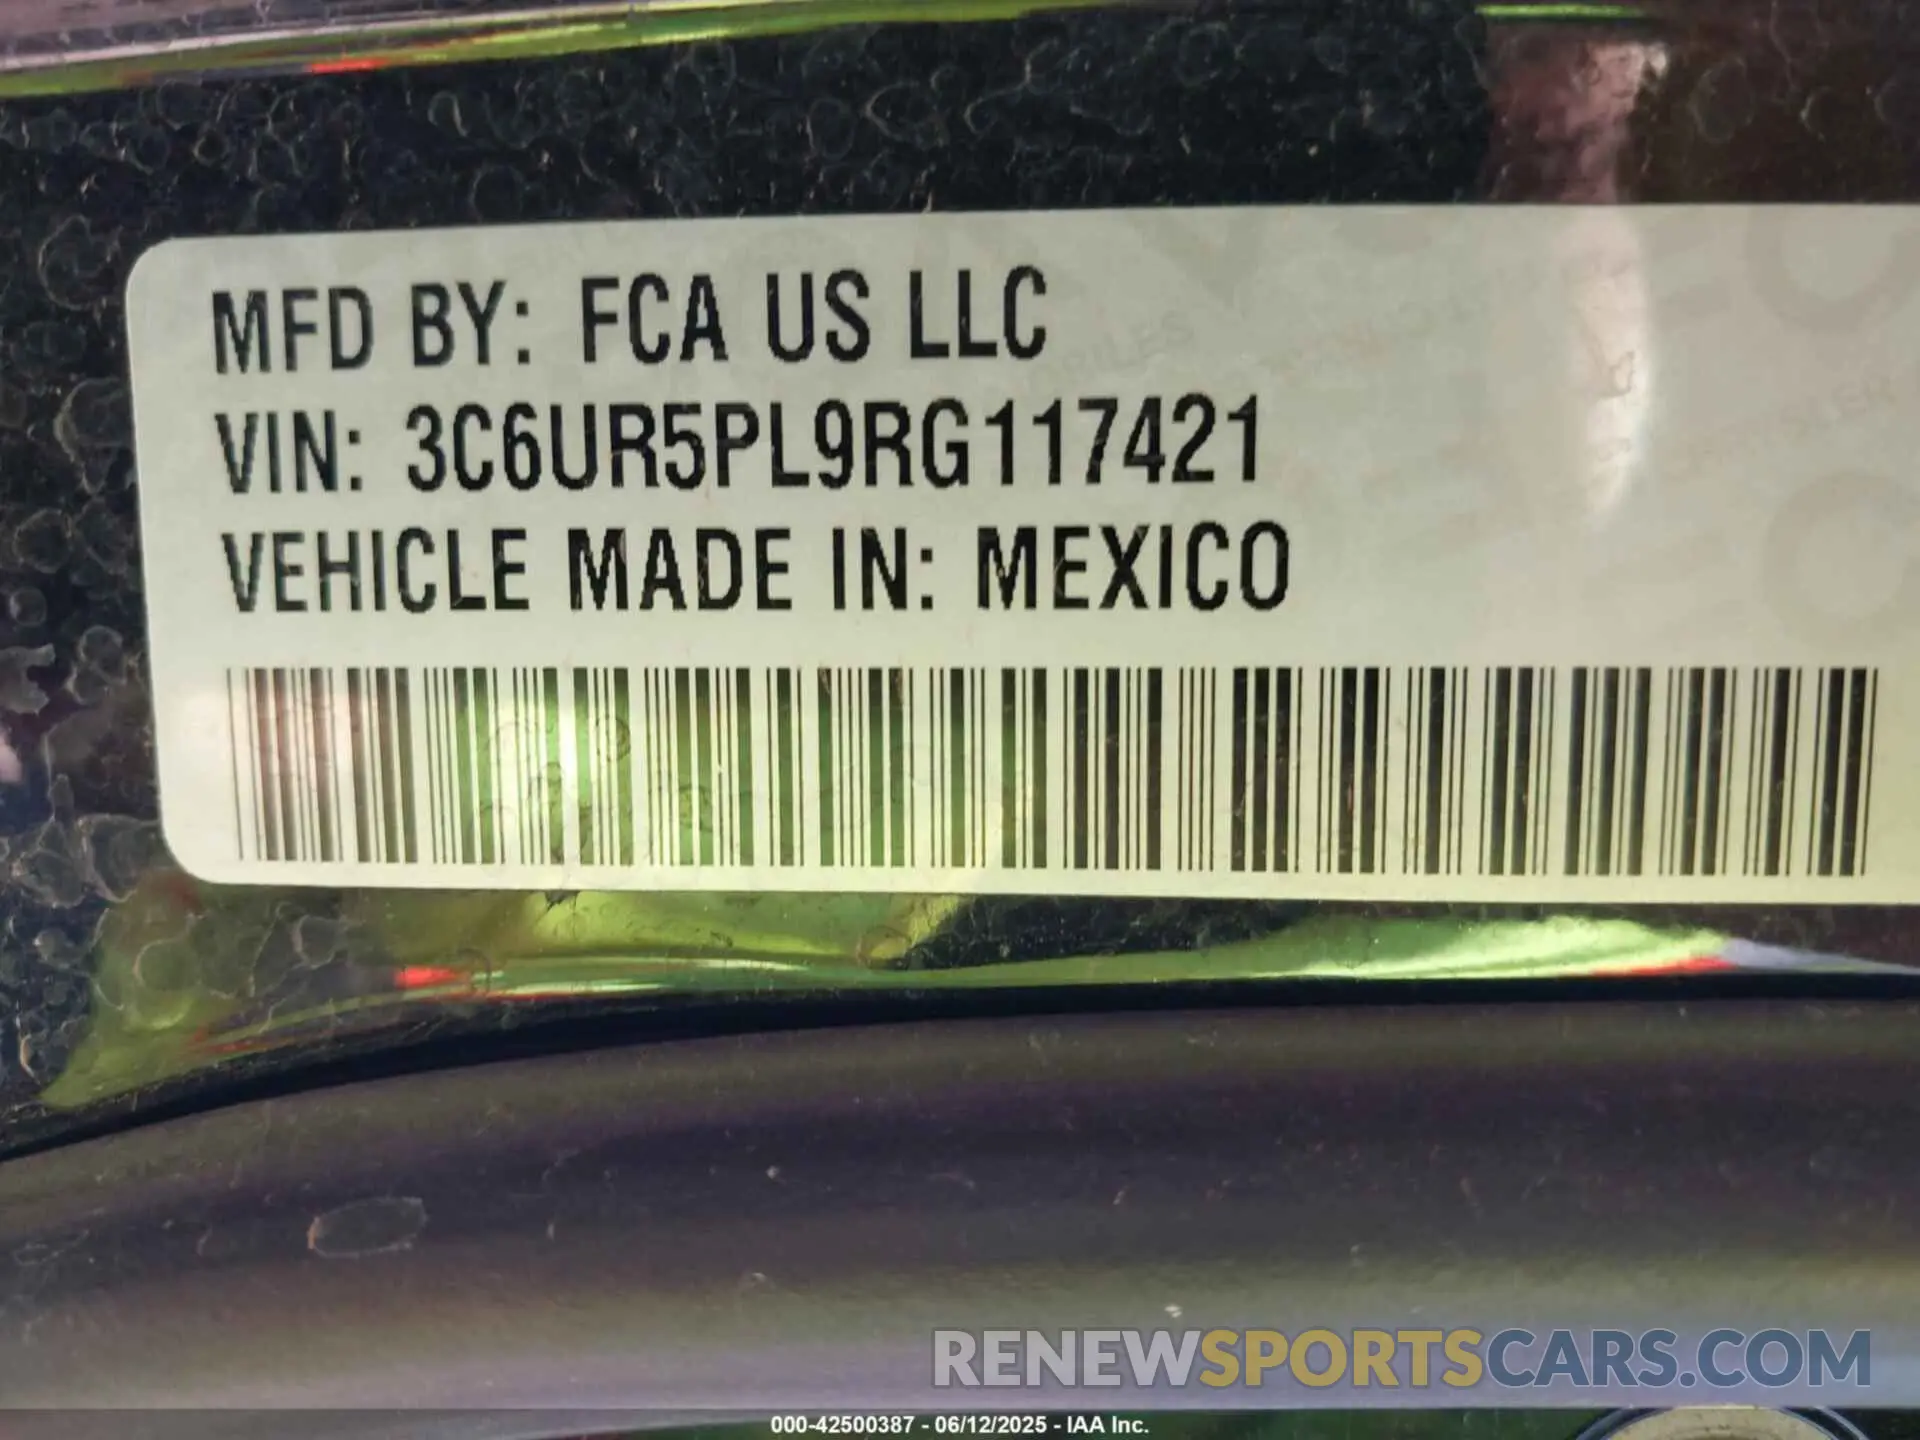 MFD BY: FCA US LLC
VIN: 3C6UR5PL9RG117421
VEHICLE MADE IN: MEXICO
RENEWSPORTSCARS.COM
000-42500387 - 06/12/2025 - IAA Inc.